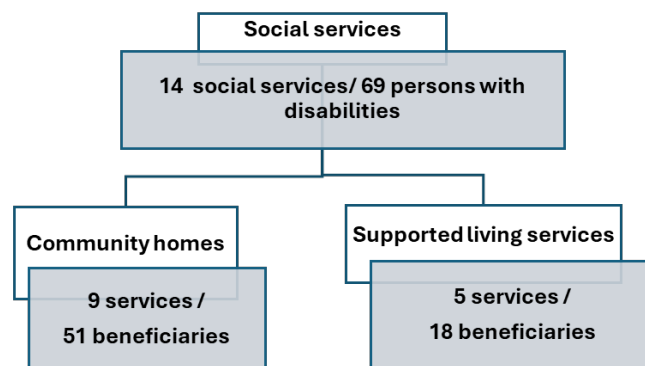 Social services
14 social services/ 69 persons with
disabilities
Community homes
9 services /
51 beneficiaries
Supported living services
5 services /
18 beneficiaries